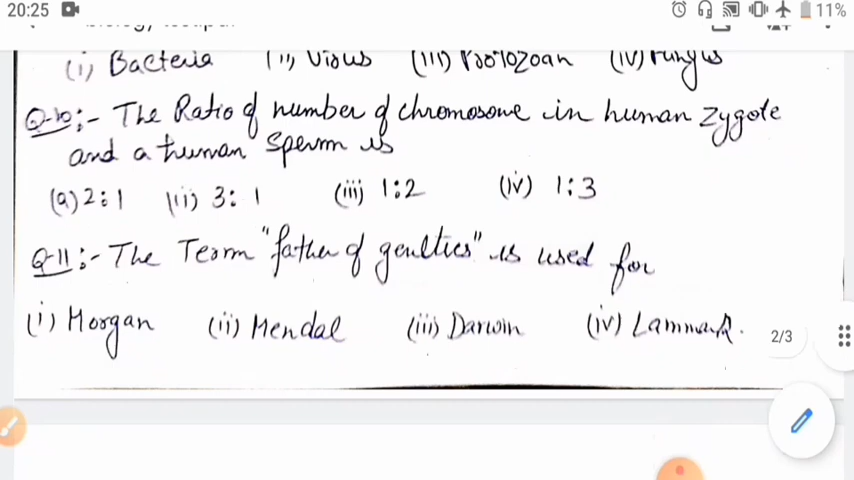 20:25
11%
(i) Bacteria (ii) Virus (iii) Protozoan (iv) Fungus
Q-10:- The Ratio of number of chromosome in human zygote
and a human sperm is
(a) 2:1 (ii) 3:1 (iii) 1:2 (iv) 1:3
Q-11:- The Term "father of genetics" is used for
(i) Morgan (ii) Mendal (iii) Darwin (iv) Lammark.
2/3